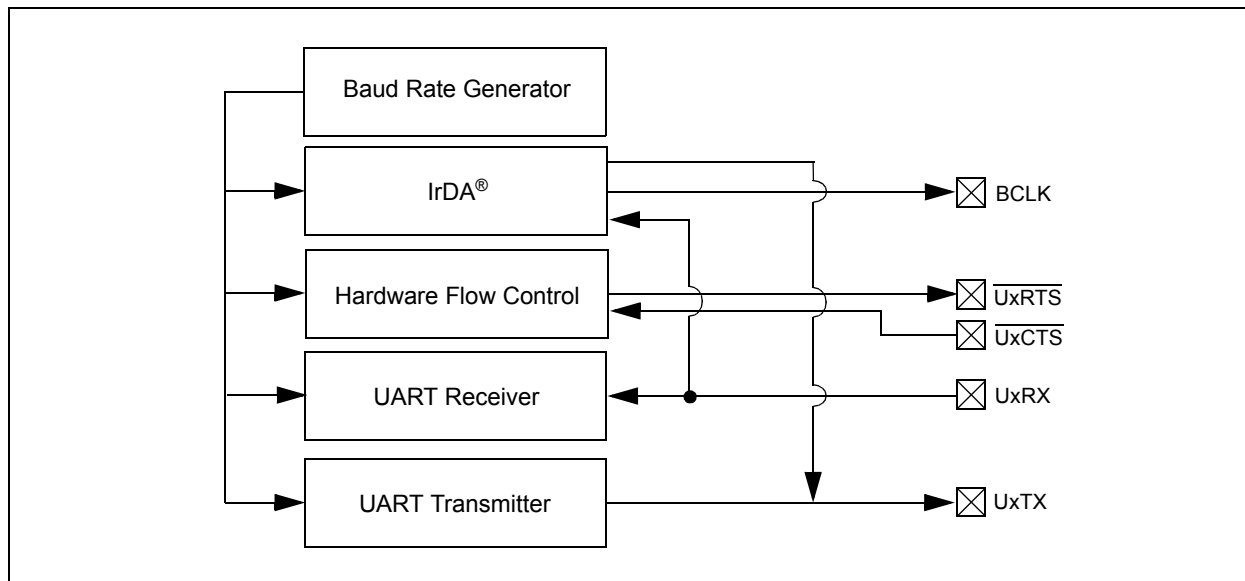 Baud Rate Generator
IrDA®
BCLK
Hardware Flow Control
UxRTS
UxCTS
UART Receiver
UxRX
UART Transmitter
UxTX